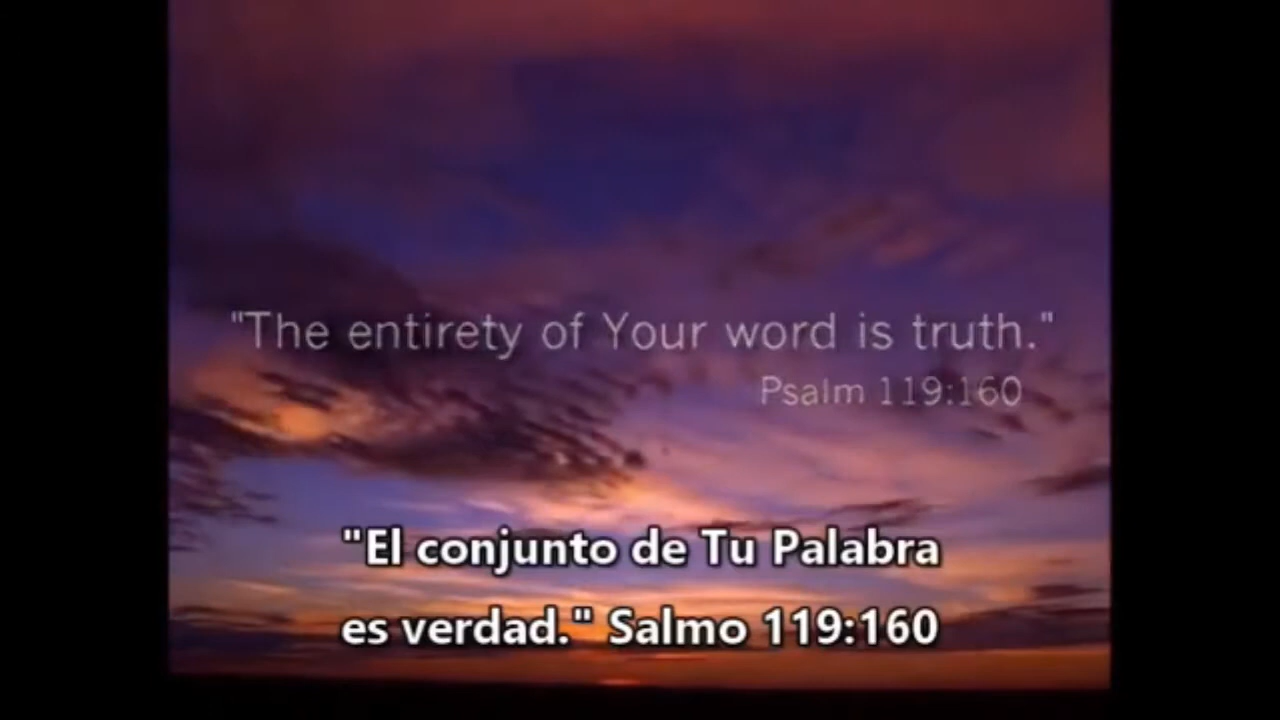 "The entirety of Your word is truth."
Psalm 119:160
"El conjunto de Tu Palabra
es verdad." Salmo 119:160